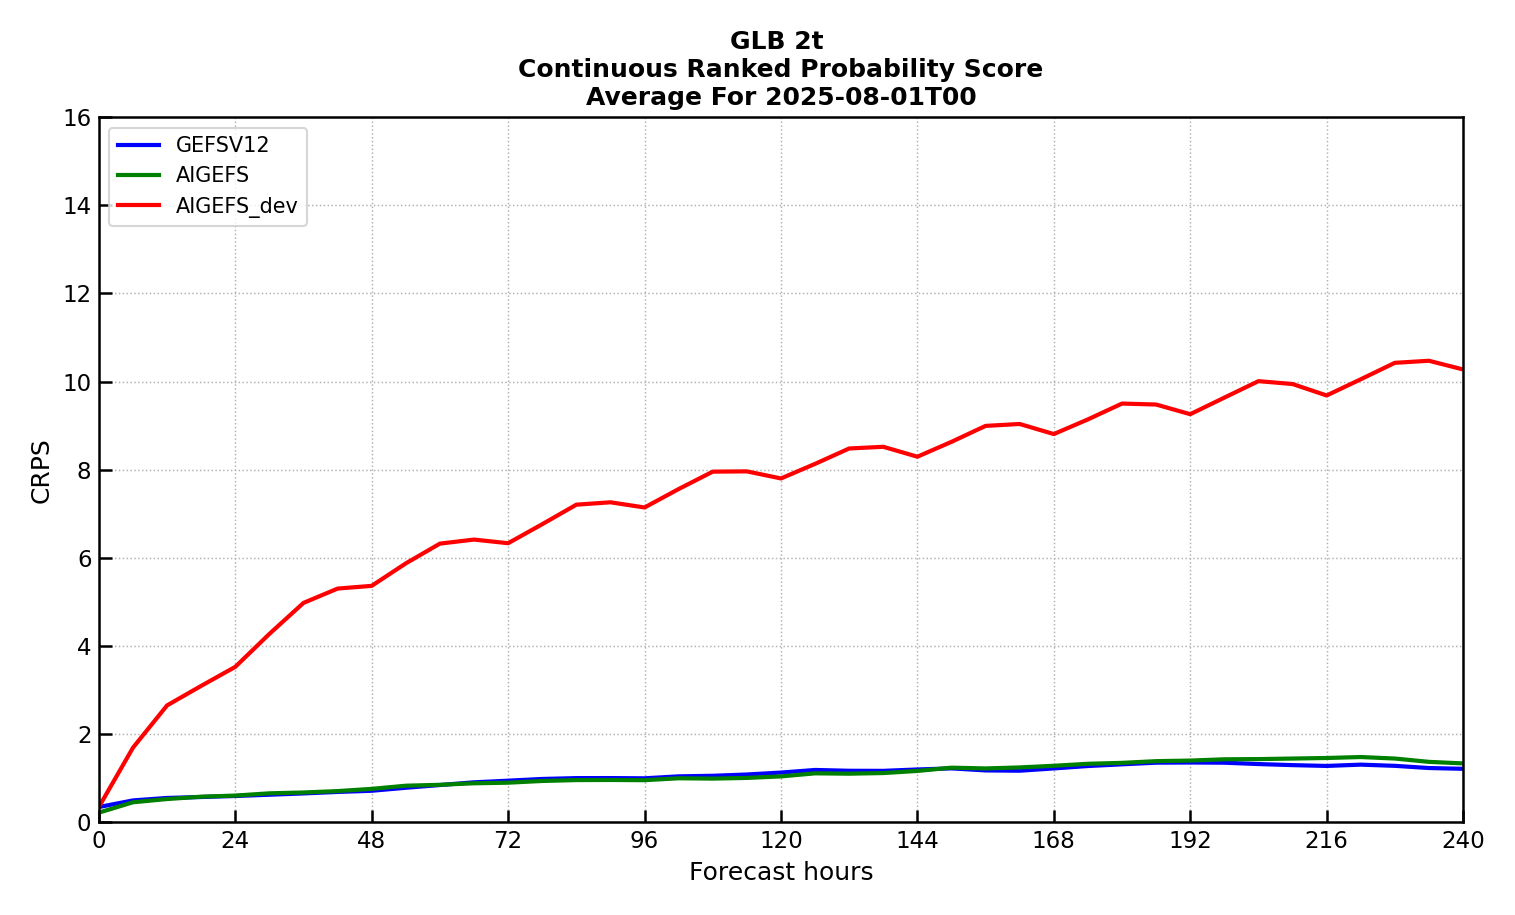 GLB 2t
Continuous Ranked Probability Score
Average For 2025-08-01T00
GEFSV12
AIGEFS
AIGEFS_dev
CRPS
16
14
12
10
8
6
4
2
0
0 24 48 72 96 120 144 168 192 216 240
Forecast hours